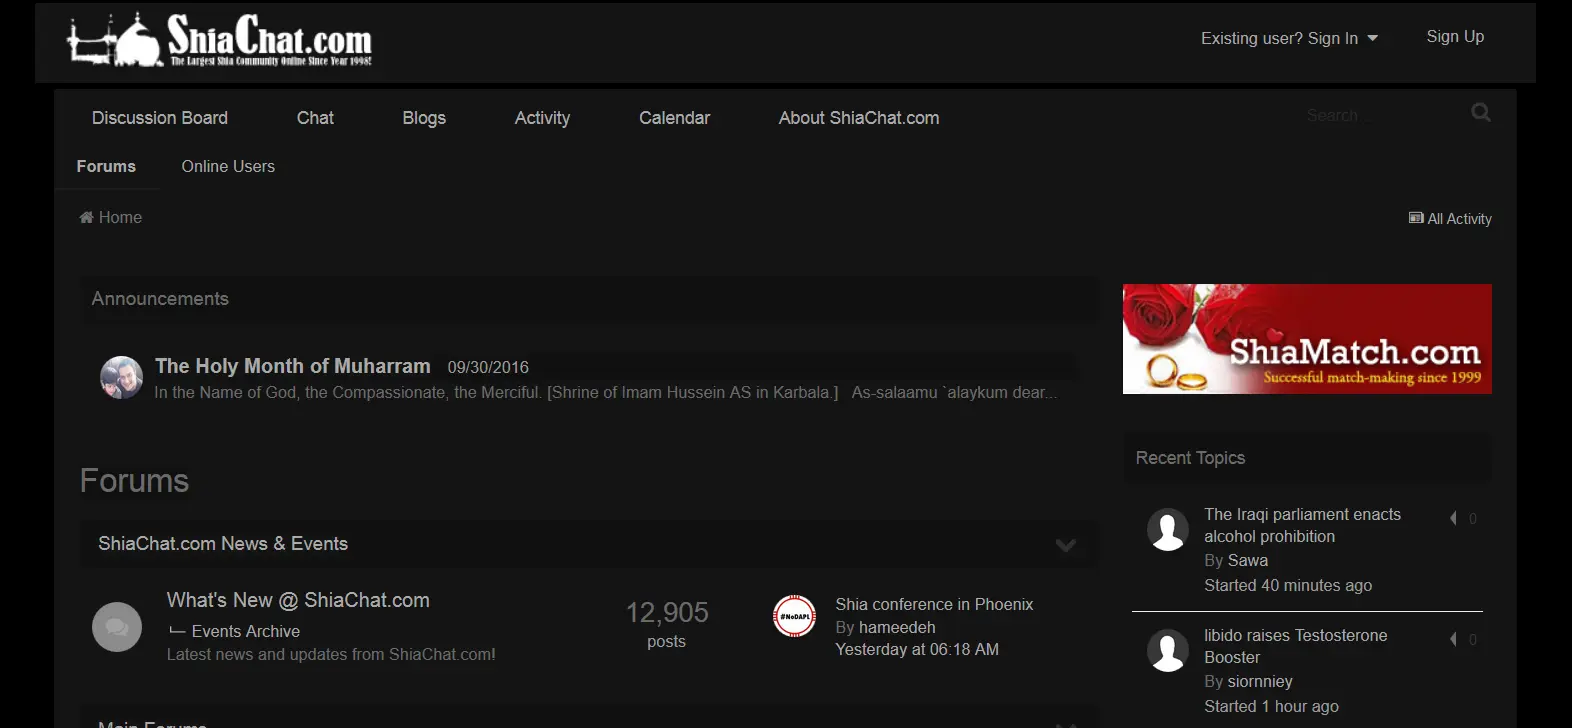 ShiaChat.com
The Largest Shia Community Online Since Year 1998!
Existing user? Sign In
Sign Up
Discussion Board
Chat
Blogs
Activity
Calendar
About ShiaChat.com
Search...
Forums
Online Users
Home
All Activity
Announcements
The Holy Month of Muharram 09/30/2016
In the Name of God, the Compassionate, the Merciful. [Shrine of Imam Hussein AS in Karbala.] As-salaamu `alaykum dear...
ShiaMatch.com
Successful match-making since 1999
Forums
ShiaChat.com News & Events
What's New @ ShiaChat.com
Events Archive
Latest news and updates from ShiaChat.com!
12,905
posts
#NoDAPL
Shia conference in Phoenix
By hameedeh
Yesterday at 06:18 AM
Main Forums
Recent Topics
The Iraqi parliament enacts
alcohol prohibition
By Sawa
Started 40 minutes ago
0
libido raises Testosterone
Booster
By siornniey
Started 1 hour ago
0